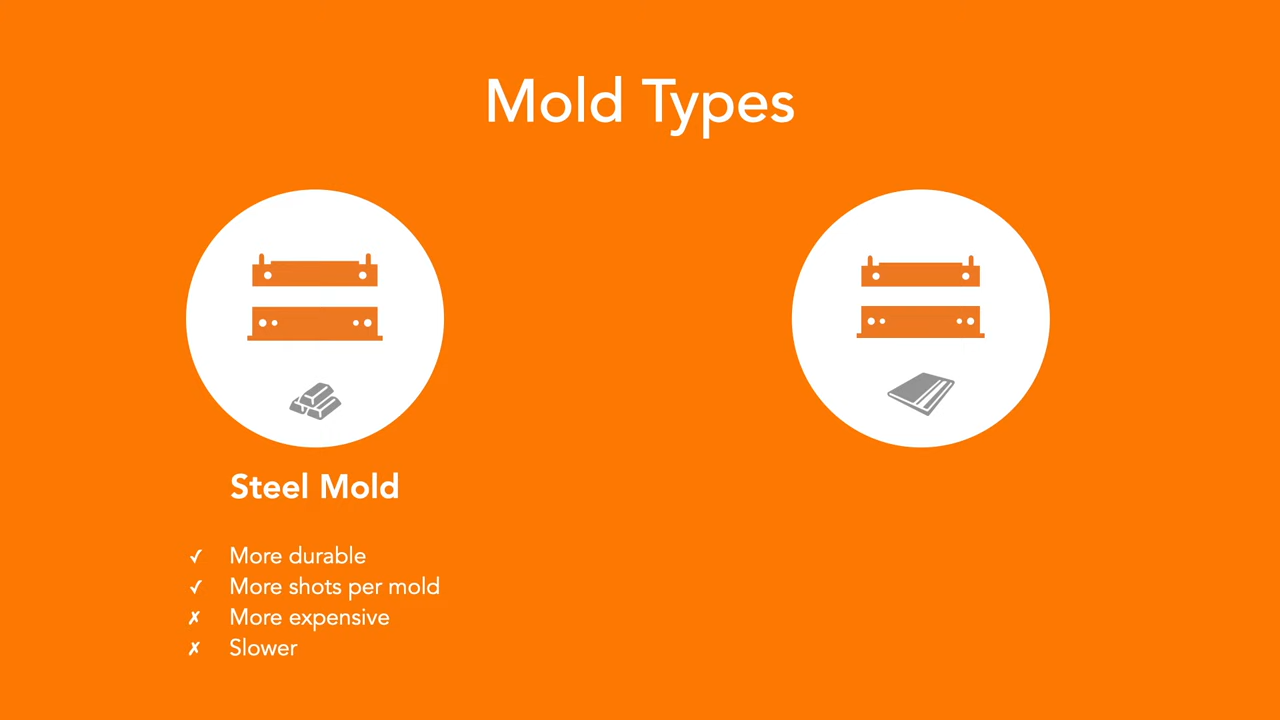 Mold Types
Steel Mold
✓ More durable
✓ More shots per mold
✗ More expensive
✗ Slower